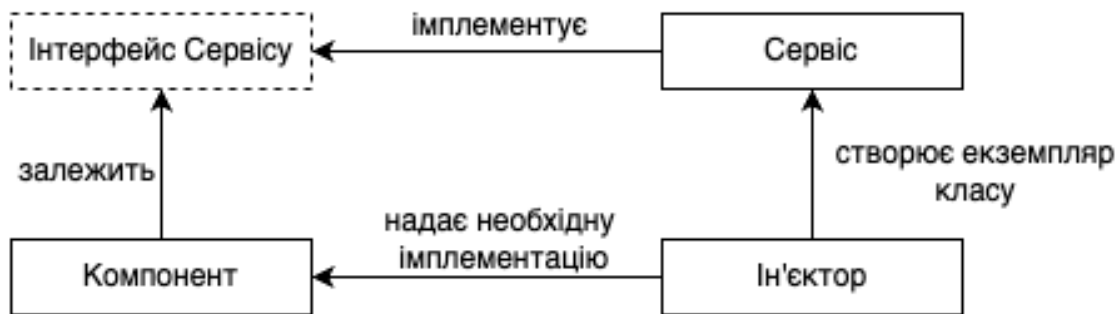 імплементує
Інтерфейс Сервісу
Сервіс
залежить
створює екземпляр
класу
надає необхідну
імплементацію
Компонент
Ін'єктор